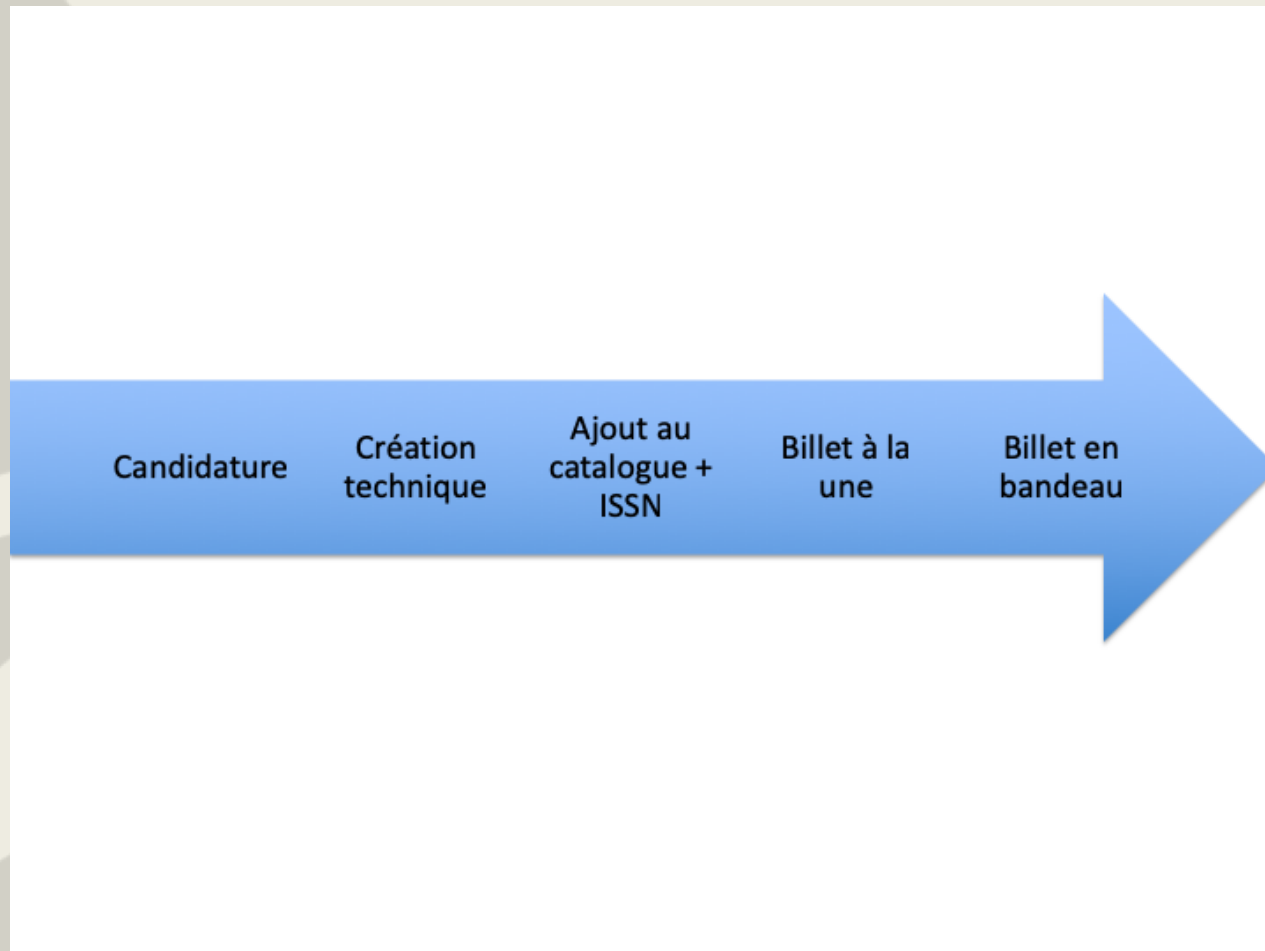 Candidature
Création
technique
Ajout au
catalogue +
ISSN
Billet à la
une
Billet en
bandeau